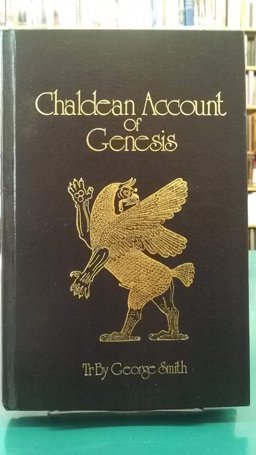 Chaldean Account
of
Genesis
Tr By George Smith